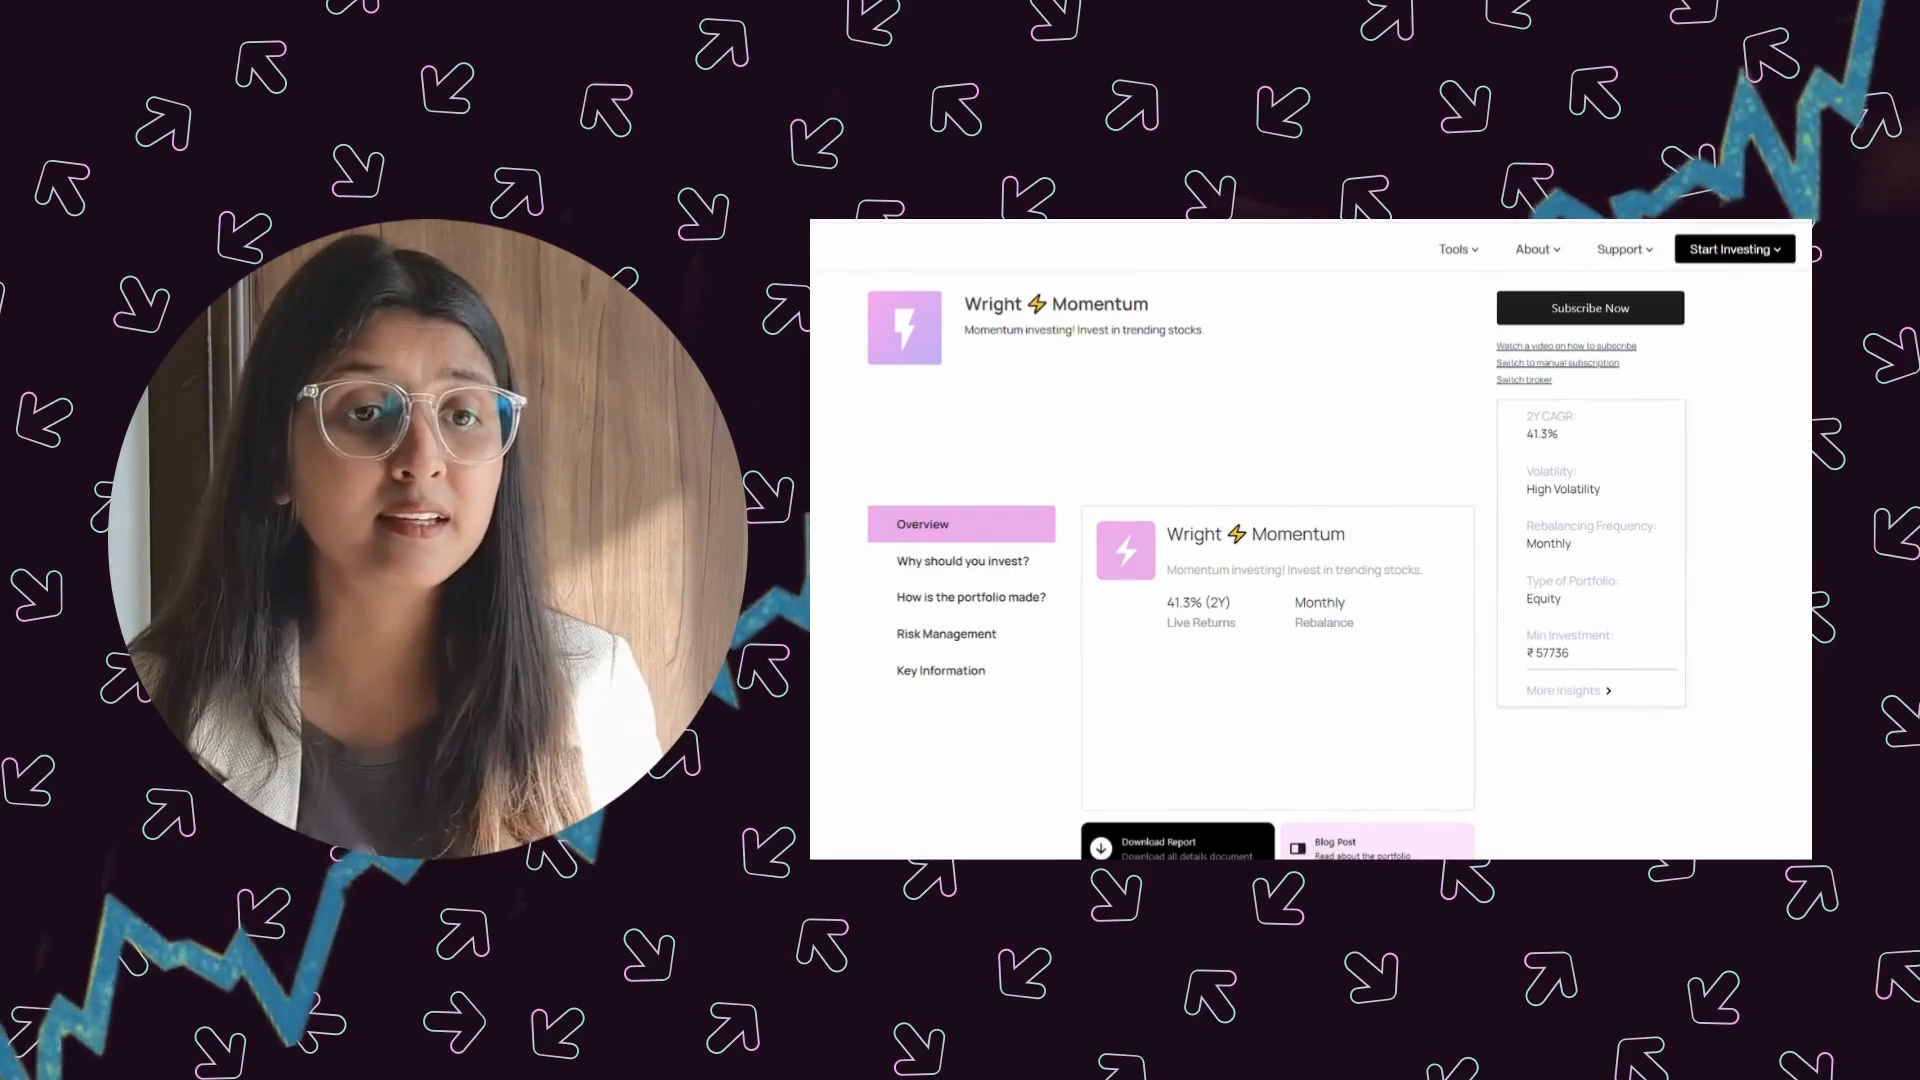 Tools
About
Support
Start Investing
Wright ⚡ Momentum
Momentum investing! Invest in trending stocks.
Subscribe Now
Watch a video on how to subscribe
Switch to manual subscription
Switch broker
2Y CAGR:
41.3%
Volatility:
High Volatility
Rebalancing Frequency:
Monthly
Type of Portfolio:
Equity
Min Investment:
₹ 57736
More Insights
Overview
Why should you invest?
How is the portfolio made?
Risk Management
Key Information
Wright ⚡ Momentum
Momentum investing! Invest in trending stocks.
41.3% (2Y) Monthly
Live Returns Rebalance
Download Report
Download all details document
Blog Post
Read about the portfolio